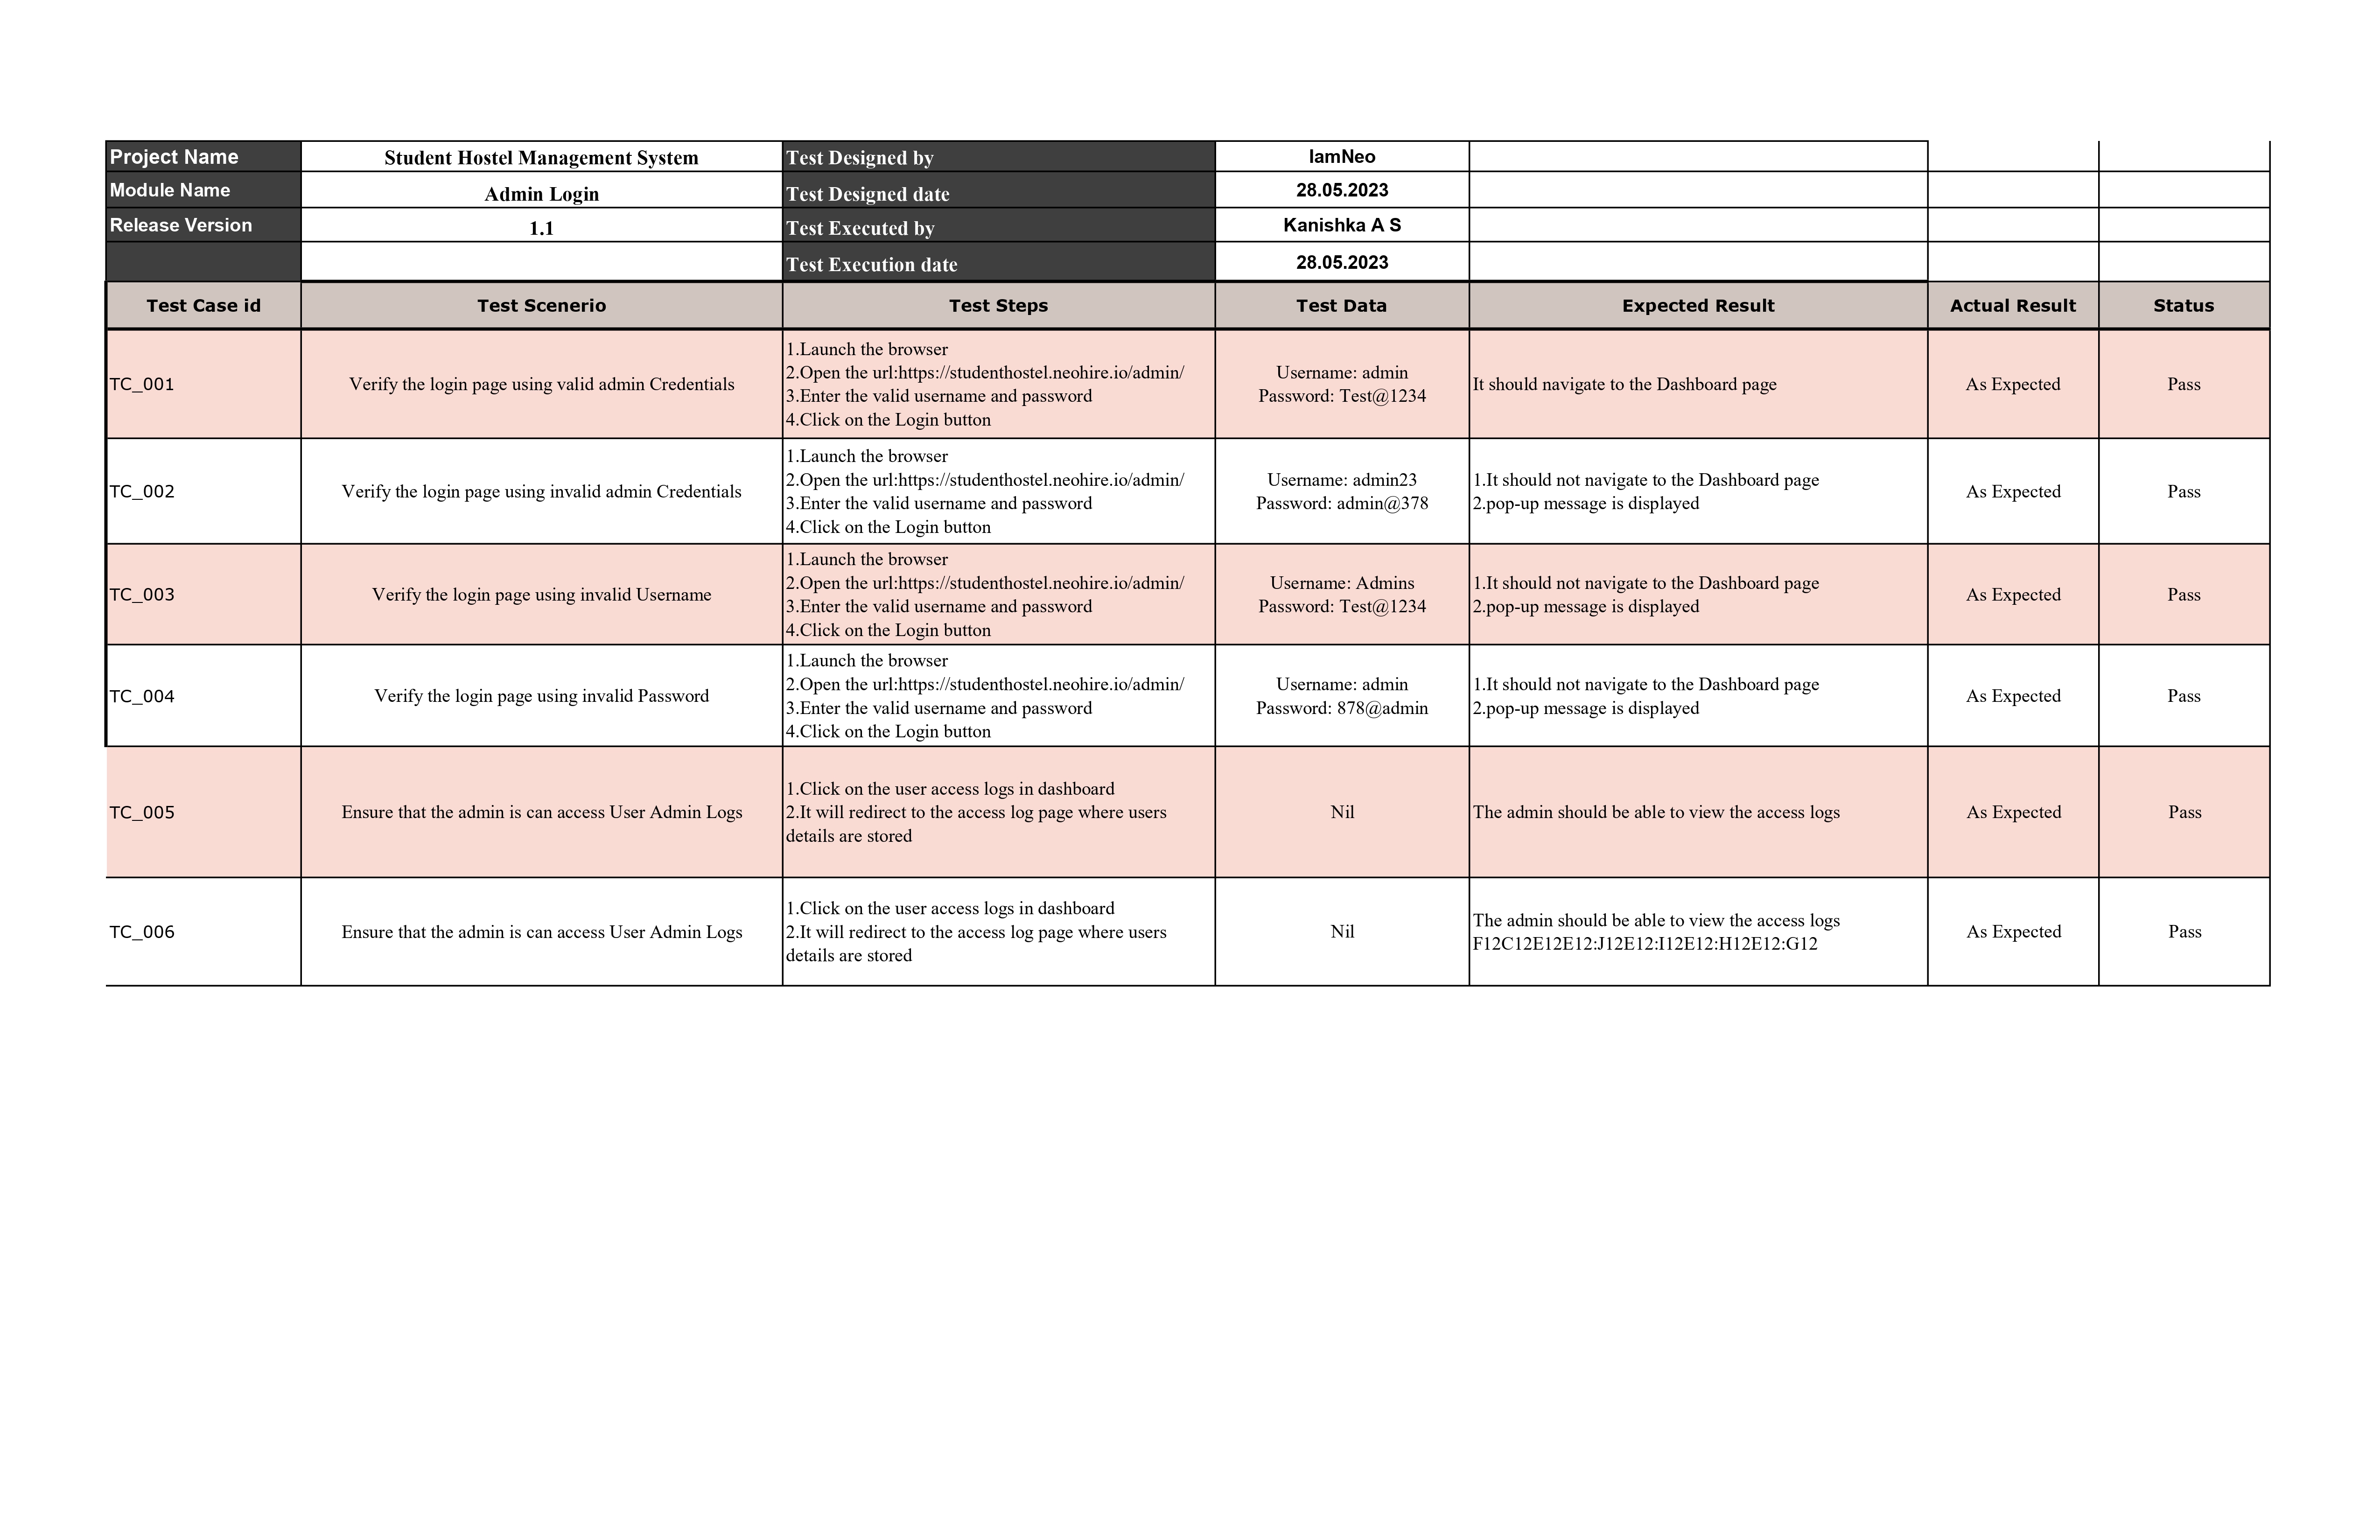 Project Name Student Hostel Management System Test Designed by IamNeo
Module Name Admin Login Test Designed date 28.05.2023
Release Version 1.1 Test Executed by Kanishka A S
Test Execution date 28.05.2023
Test Case id Test Scenerio Test Steps Test Data Expected Result Actual Result Status
TC_001
Verify the login page using valid admin Credentials
1.Launch the browser
2.Open the url:https://studenthostel.neohire.io/admin/
3.Enter the valid username and password
4.Click on the Login button
Username: admin
Password: Test@1234
It should navigate to the Dashboard page
As Expected
Pass
TC_002
Verify the login page using invalid admin Credentials
1.Launch the browser
2.Open the url:https://studenthostel.neohire.io/admin/
3.Enter the valid username and password
4.Click on the Login button
Username: admin23
Password: admin@378
1.It should not navigate to the Dashboard page
2.pop-up message is displayed
As Expected
Pass
TC_003
Verify the login page using invalid Username
1.Launch the browser
2.Open the url:https://studenthostel.neohire.io/admin/
3.Enter the valid username and password
4.Click on the Login button
Username: Admins
Password: Test@1234
1.It should not navigate to the Dashboard page
2.pop-up message is displayed
As Expected
Pass
TC_004
Verify the login page using invalid Password
1.Launch the browser
2.Open the url:https://studenthostel.neohire.io/admin/
3.Enter the valid username and password
4.Click on the Login button
Username: admin
Password: 878@admin
1.It should not navigate to the Dashboard page
2.pop-up message is displayed
As Expected
Pass
TC_005
Ensure that the admin is can access User Admin Logs
1.Click on the user access logs in dashboard
2.It will redirect to the access log page where users
details are stored
Nil
The admin should be able to view the access logs
As Expected
Pass
TC_006
Ensure that the admin is can access User Admin Logs
1.Click on the user access logs in dashboard
2.It will redirect to the access log page where users
details are stored
Nil
The admin should be able to view the access logs
F12C12E12E12:J12E12:I12E12:H12E12:G12
As Expected
Pass